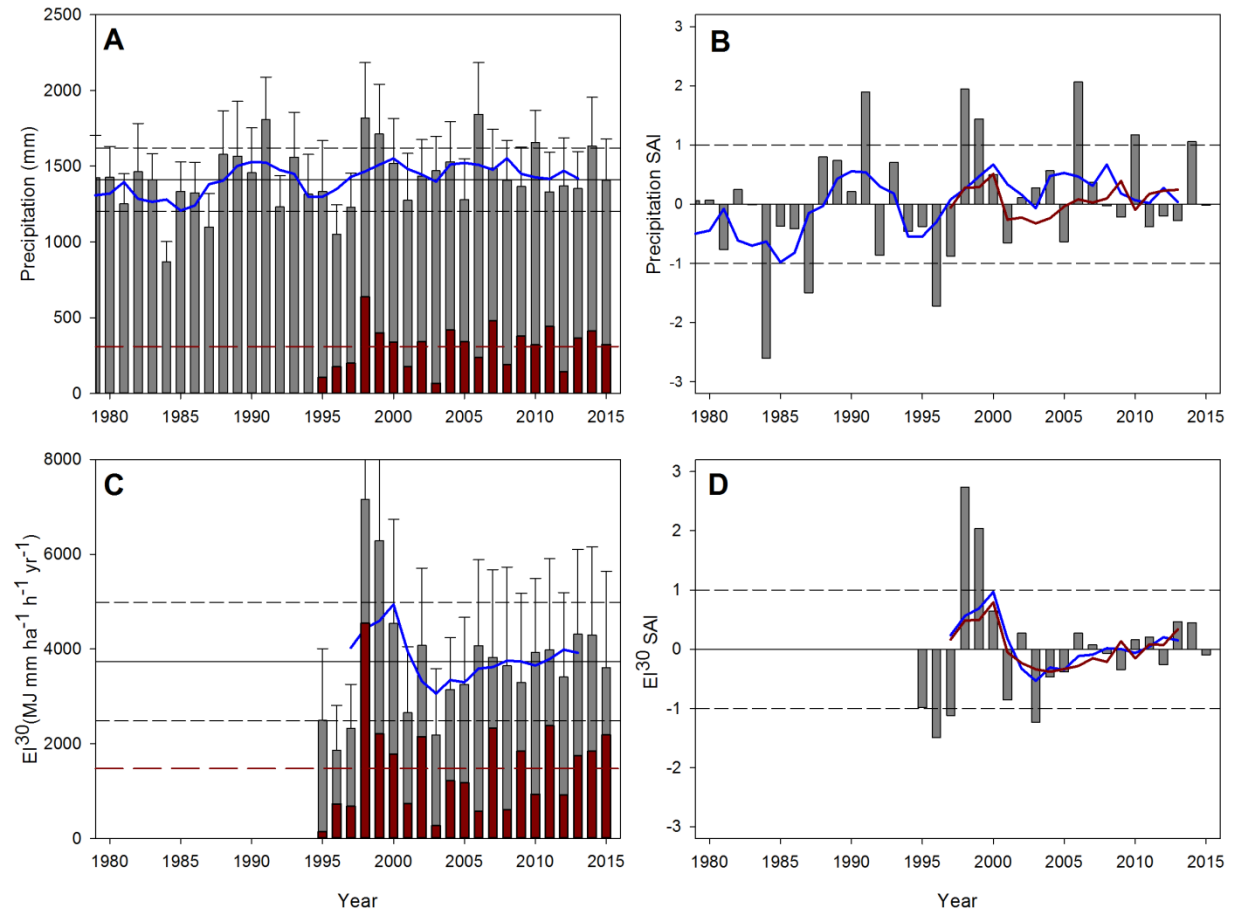 A
Precipitation (mm)
2500
2000
1500
1000
500
0
1980 1985 1990 1995 2000 2005 2010 2015
B
Precipitation SAI
3
2
1
0
-1
-2
-3
1980 1985 1990 1995 2000 2005 2010 2015
C
EI³⁰(MJ mm ha⁻¹ h⁻¹ yr⁻¹)
8000
6000
4000
2000
0
1980 1985 1990 1995 2000 2005 2010 2015
Year
D
EI³⁰ SAI
3
2
1
0
-1
-2
-3
1980 1985 1990 1995 2000 2005 2010 2015
Year